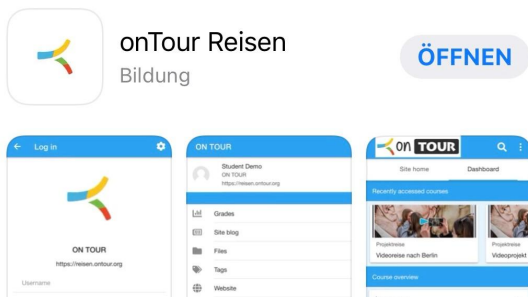 onTour Reisen
Bildung
ÖFFNEN
Log in
ON TOUR
https://reisen.ontour.org
Username
ON TOUR
Student Demo
ON TOUR
https://reisen.ontour.org
Grades
Site blog
Files
Tags
Website
on TOUR
Site home
Dashboard
Recently accessed courses
Projektreise
Videoreise nach Berlin
Projektreise
Videoprojekt
Course overview